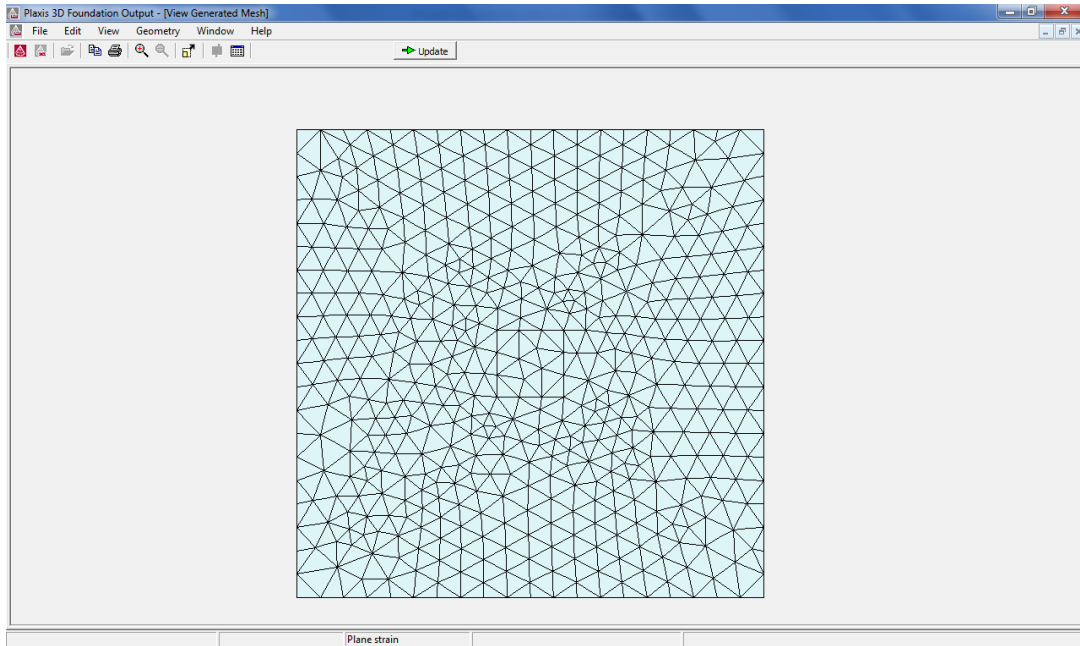 Plaxis 3D Foundation Output - [View Generated Mesh]
File Edit View Geometry Window Help
Update
Plane strain